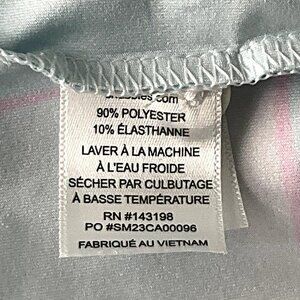 90% POLYESTER
10% ÉLASTHANNE
LAVER À LA MACHINE
À L'EAU FROIDE
SÉCHER PAR CULBUTAGE
À BASSE TEMPÉRATURE
RN #143198
PO #SM23CA00096
FABRIQUÉ AU VIETNAM